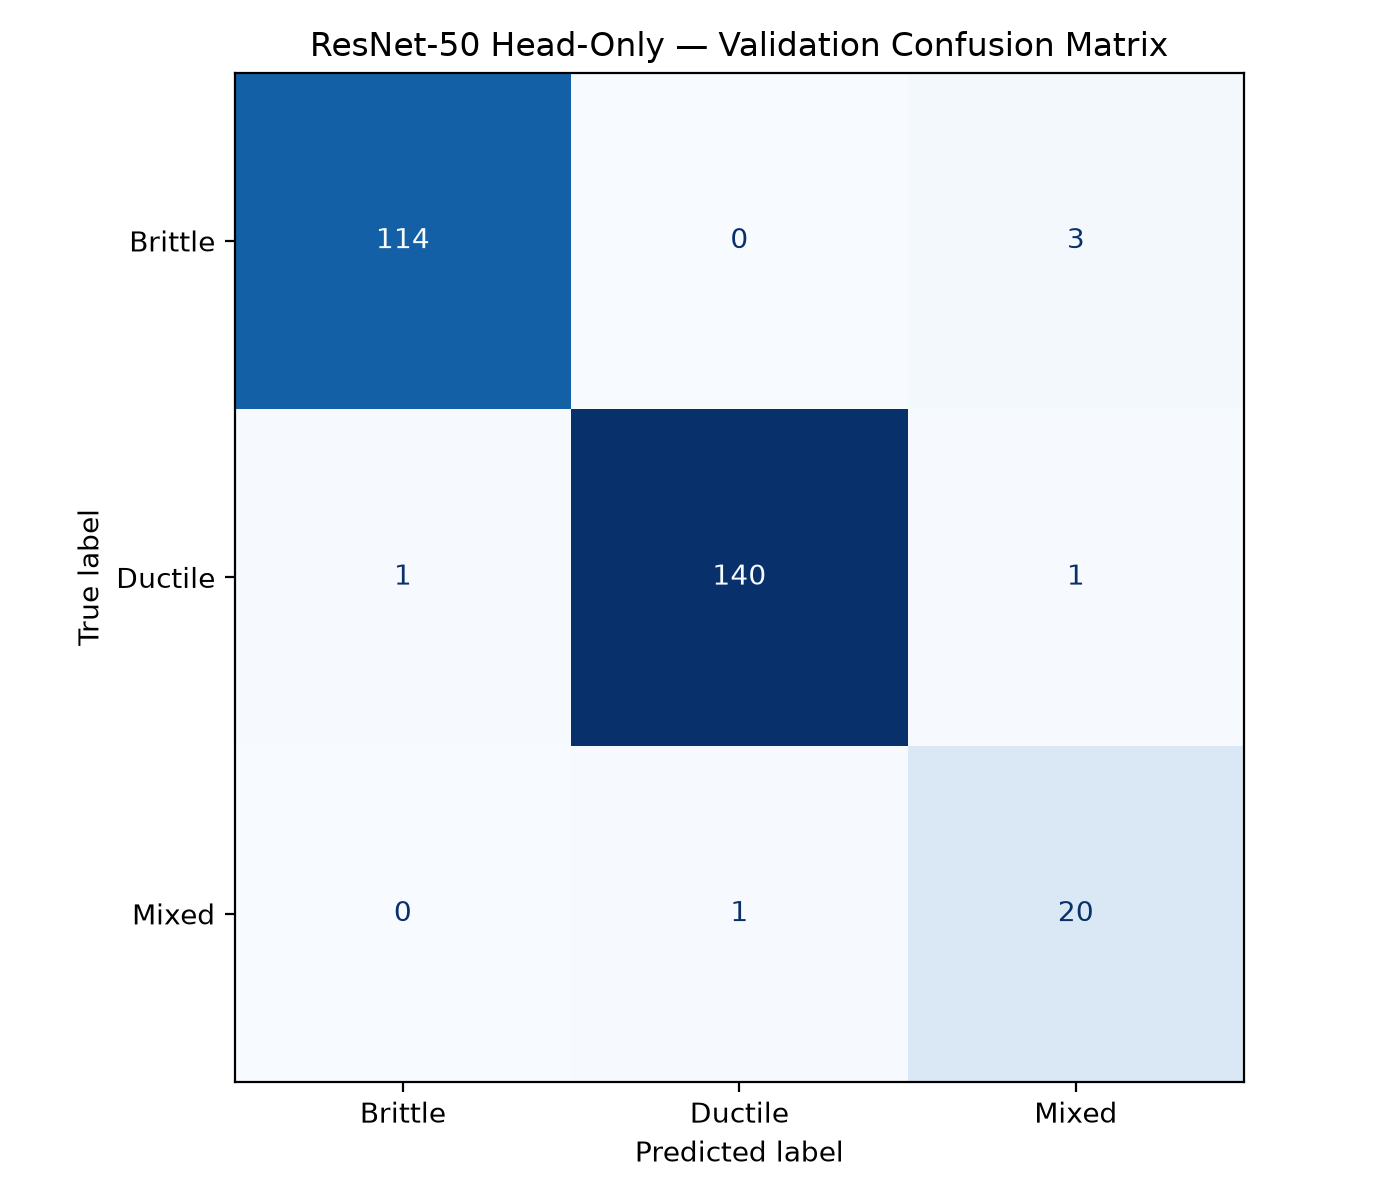 ResNet-50 Head-Only — Validation Confusion Matrix
Brittle
114
0
3
True label
Ductile
1
140
1
Mixed
0
1
20
Brittle
Ductile
Mixed
Predicted label